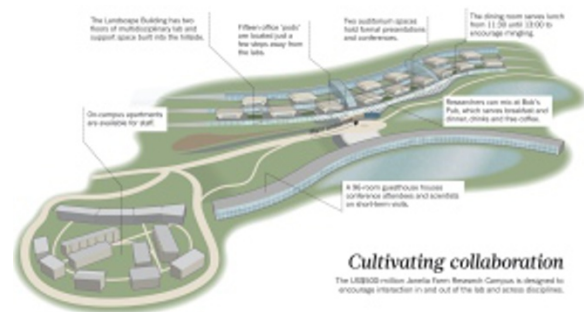 The Landscape Building has two
floors of multidisciplinary lab and
support space built into the hillside.
Fifteen office 'pods'
are located just a
few steps away from
the labs.
Two auditorium spaces
hold formal presentations
and conferences.
The dining room serves lunch
from 11:30 until 13:00 to
encourage mingling.
On-campus apartments
are available for staff.
Researchers can mix at Bob's
Pub, which serves breakfast and
dinner, drinks and free coffee.
A 96-room guesthouse houses
conference attendees and scientists
on short-term visits.
Cultivating collaboration
The US$500-million Janelia Farm Research Campus is designed to
encourage interaction in and out of the lab and across disciplines.